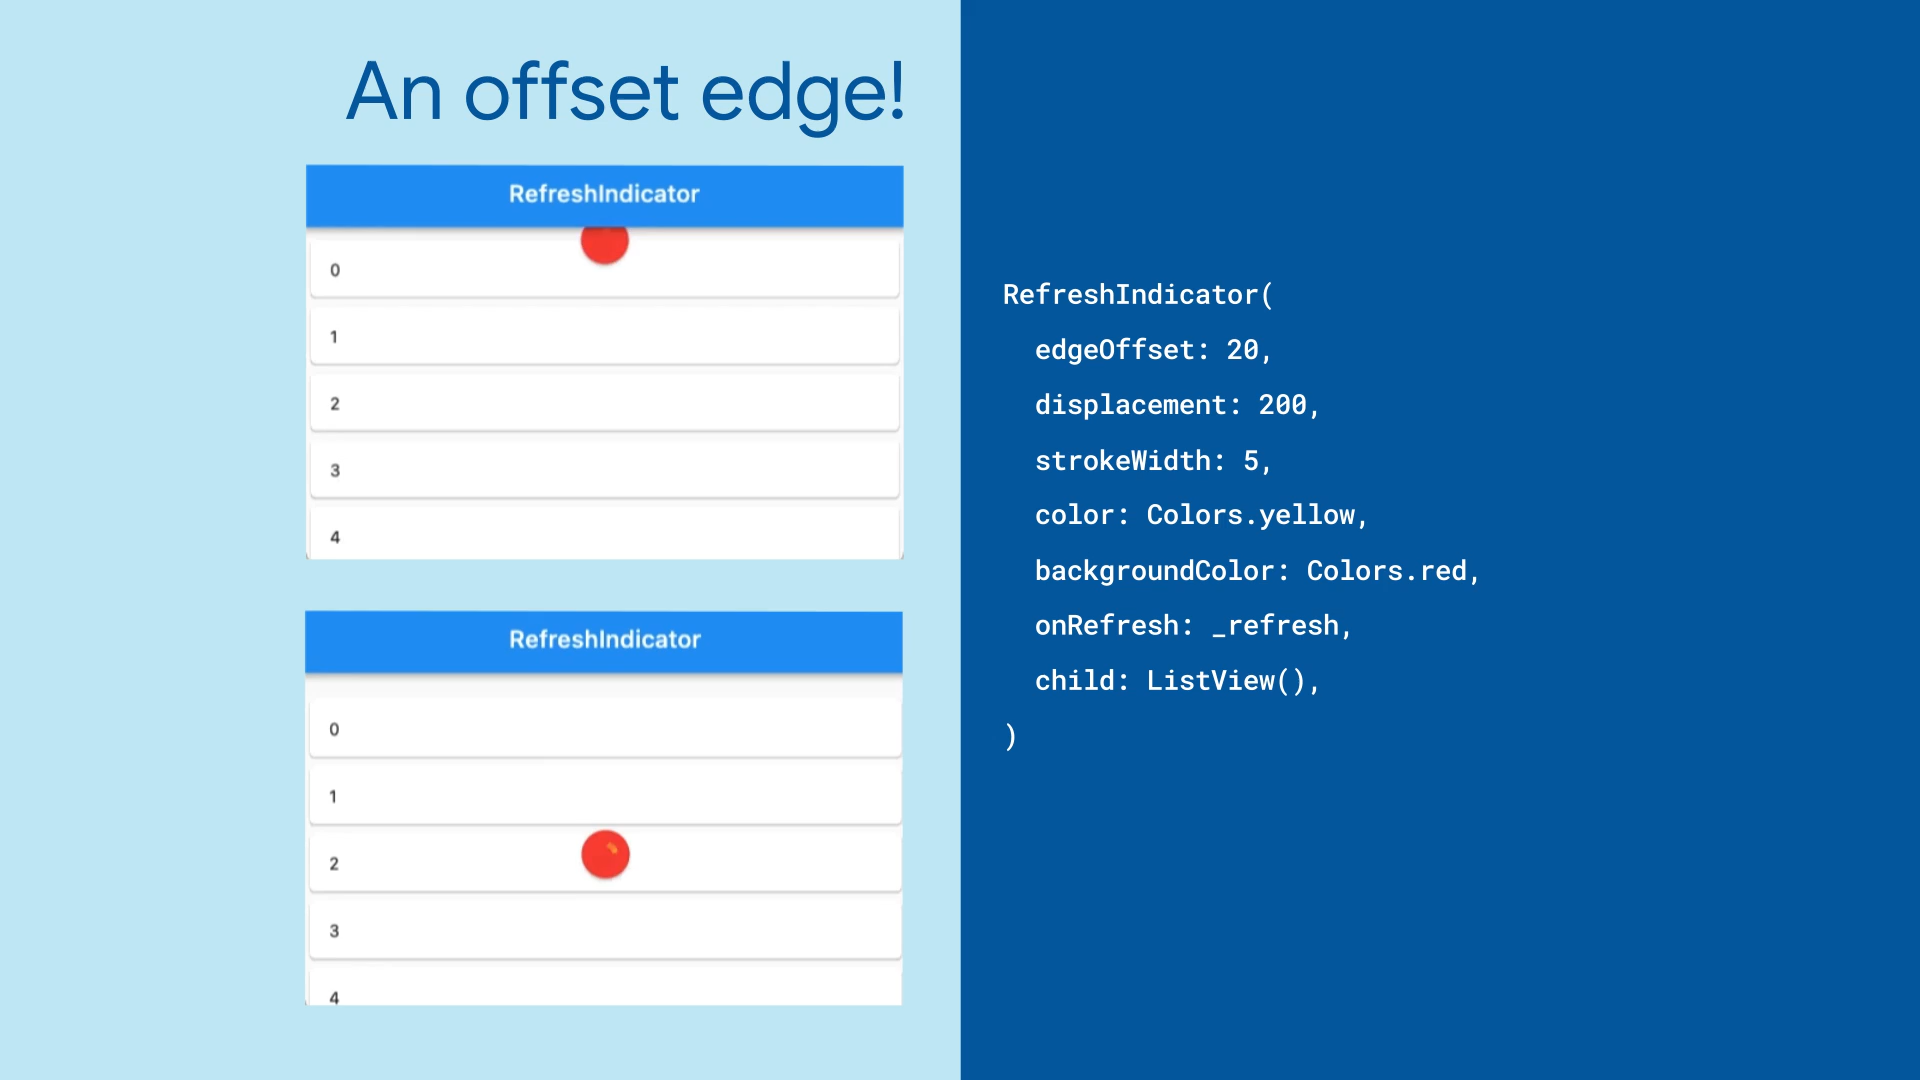 An offset edge!
RefreshIndicator
0
1
2
3
4
RefreshIndicator
0
1
2
3
4
RefreshIndicator(
  edgeOffset: 20,
  displacement: 200,
  strokeWidth: 5,
  color: Colors.yellow,
  backgroundColor: Colors.red,
  onRefresh: _refresh,
  child: ListView(),
)